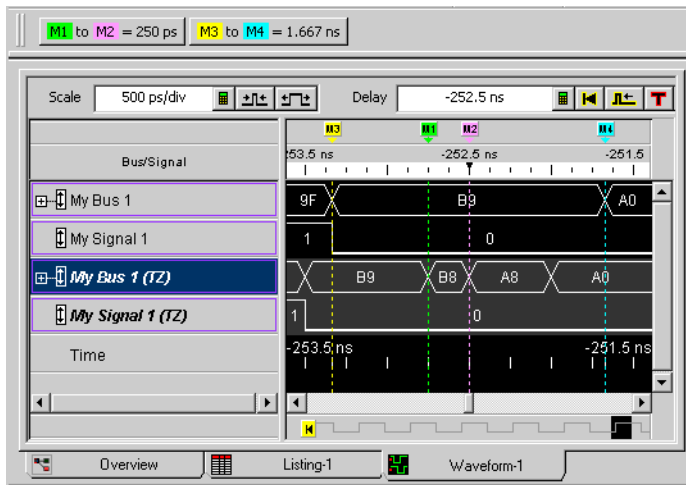 M1 to M2 = 250 ps M3 to M4 = 1.667 ns
Scale 500 ps/div Delay -252.5 ns T
M3 M1 M2 M4
Bus/Signal :53.5 ns -252.5 ns -251.5
My Bus 1 9F B9 A0
My Signal 1 1 0
My Bus 1 (TZ) B9 B8 A8 A0
My Signal 1 (TZ) 1 0
Time -253.5 ns -251.5 ns
Overview Listing-1 Waveform-1